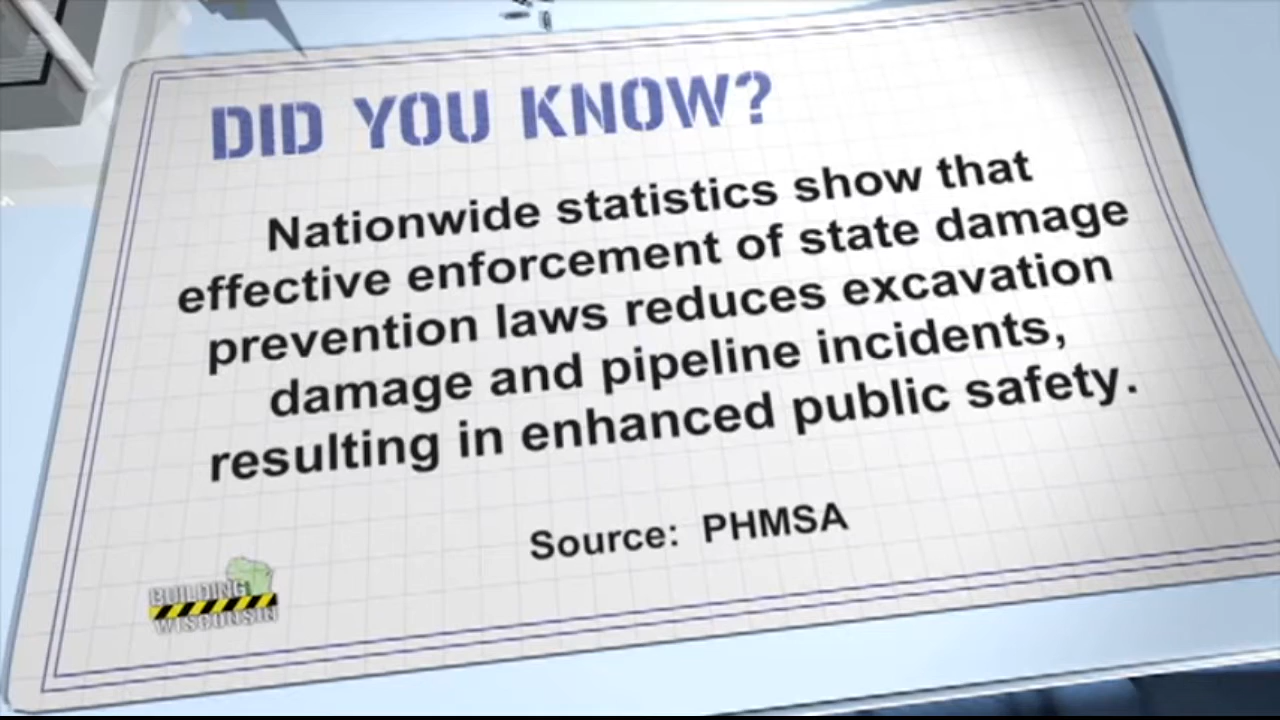 DID YOU KNOW?
Nationwide statistics show that
effective enforcement of state damage
prevention laws reduces excavation
damage and pipeline incidents,
resulting in enhanced public safety.
Source: PHMSA
BUILDING
WISCONSIN